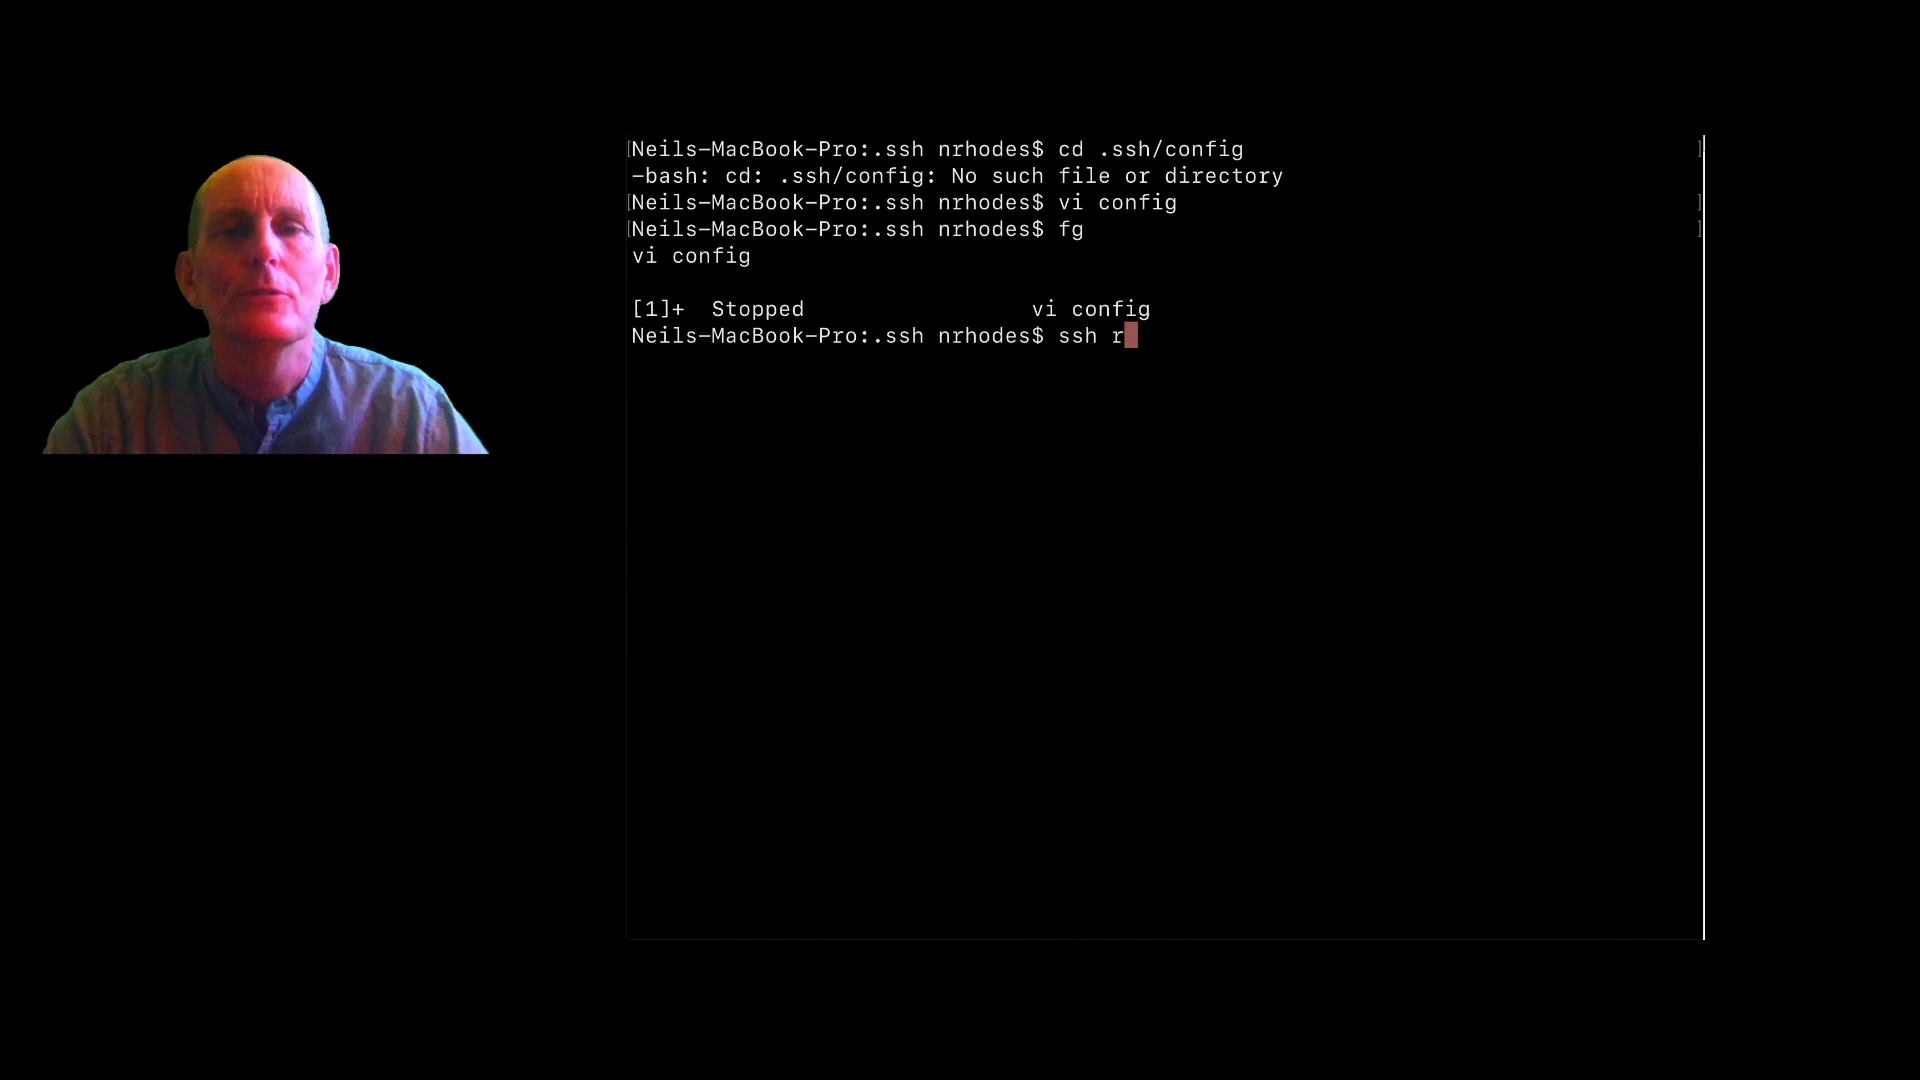 [Neils-MacBook-Pro:.ssh nrhodes$ cd .ssh/config ]
-bash: cd: .ssh/config: No such file or directory
[Neils-MacBook-Pro:.ssh nrhodes$ vi config ]
[Neils-MacBook-Pro:.ssh nrhodes$ fg ]
vi config
[1]+  Stopped                 vi config
Neils-MacBook-Pro:.ssh nrhodes$ ssh r